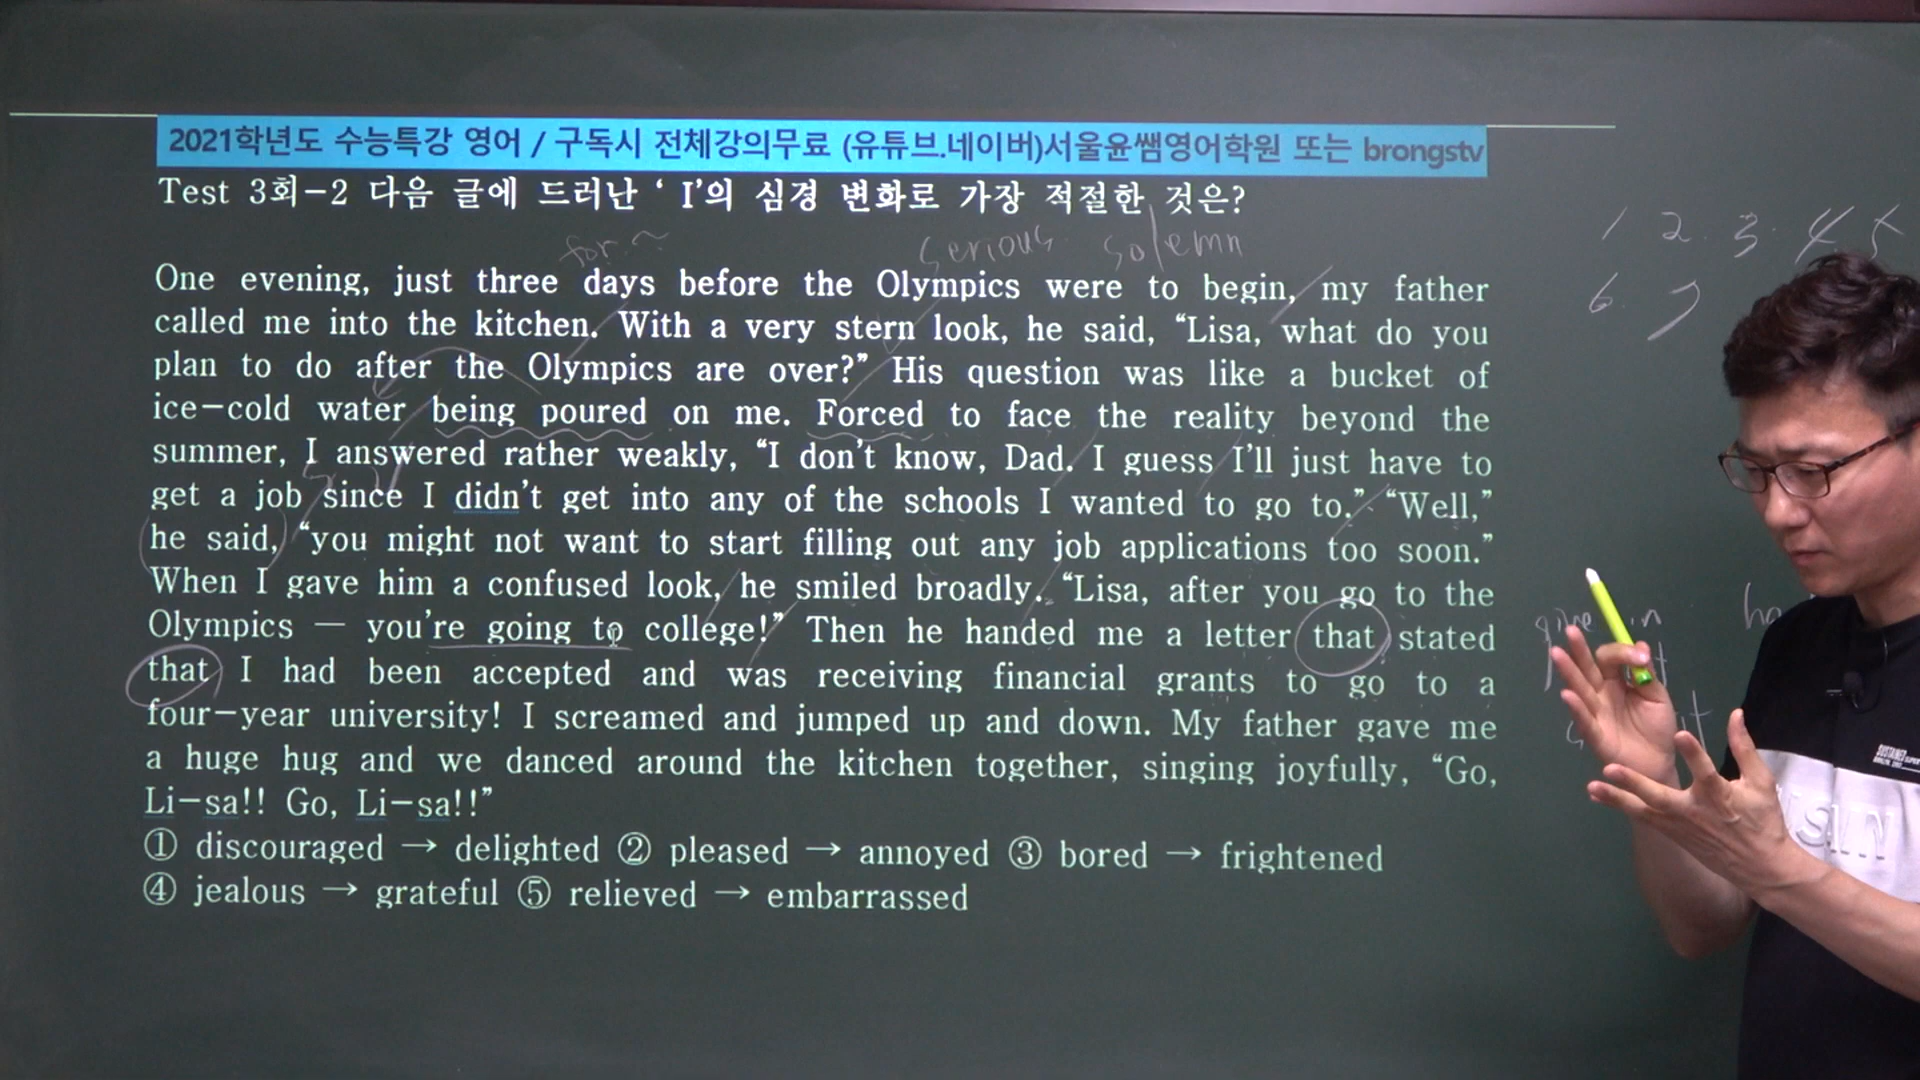 2021학년도 수능특강 영어 / 구독시 전체강의무료 (유튜브.네이버)서울윤쌤영어학원 또는 brongstv
Test 3회-2 다음 글에 드러난 ‘ I’의 심경 변화로 가장 적절한 것은?
for ~ serious solemn
1 2 3 4 5
6 7
One evening, just three days before the Olympics were to begin, my father
called me into the kitchen. With a very stern look, he said, “Lisa, what do you
plan to do after the Olympics are over?” His question was like a bucket of
ice-cold water being poured on me. Forced to face the reality beyond the
summer, I answered rather weakly, “I don’t know, Dad. I guess I’ll just have to
get a job since I didn’t get into any of the schools I wanted to go to.” “Well,”
he said, “you might not want to start filling out any job applications too soon.”
When I gave him a confused look, he smiled broadly. “Lisa, after you go to the
Olympics — you’re going to college!” Then he handed me a letter that stated
that I had been accepted and was receiving financial grants to go to a
four-year university! I screamed and jumped up and down. My father gave me
a huge hug and we danced around the kitchen together, singing joyfully, “Go,
Li-sa!! Go, Li-sa!!”
① discouraged → delighted ② pleased → annoyed ③ bored → frightened
④ jealous → grateful ⑤ relieved → embarrassed
give in